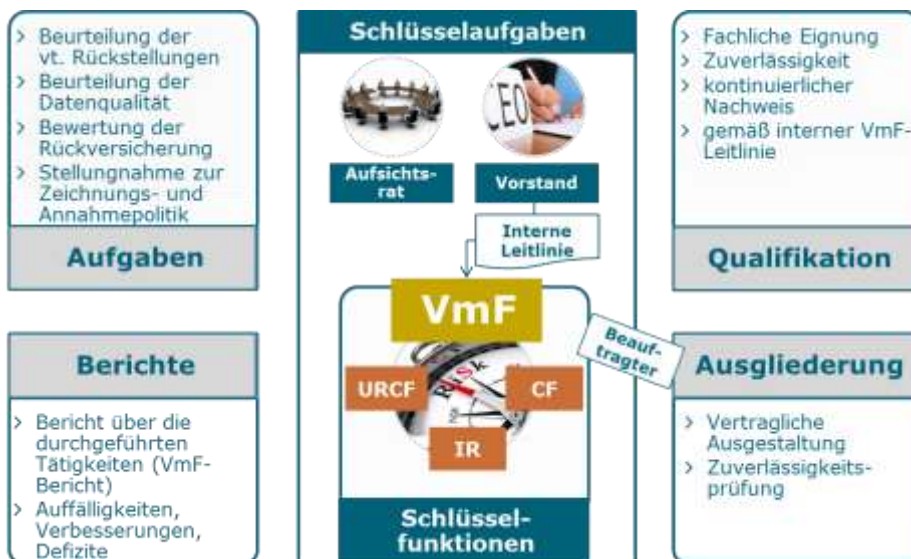 > Beurteilung der
vt. Rückstellungen
> Beurteilung der
Datenqualität
> Bewertung der
Rückversicherung
> Stellungnahme zur
Zeichnungs- und
Annahmepolitik
Aufgaben
Berichte
> Bericht über die
durchgeführten
Tätigkeiten (VmF-
Bericht)
> Auffälligkeiten,
Verbesserungen,
Defizite
Schlüsselaufgaben
CEO
Aufsichts-
rat
Vorstand
Interne
Leitlinie
VmF
Risk
URCF
CF
IR
Schlüssel-
funktionen
> Fachliche Eignung
> Zuverlässigkeit
> kontinuierlicher
Nachweis
> gemäß interner VmF-
Leitlinie
Qualifikation
Beauf-
tragter
Ausgliederung
> Vertragliche
Ausgestaltung
> Zuverlässigkeits-
prüfung